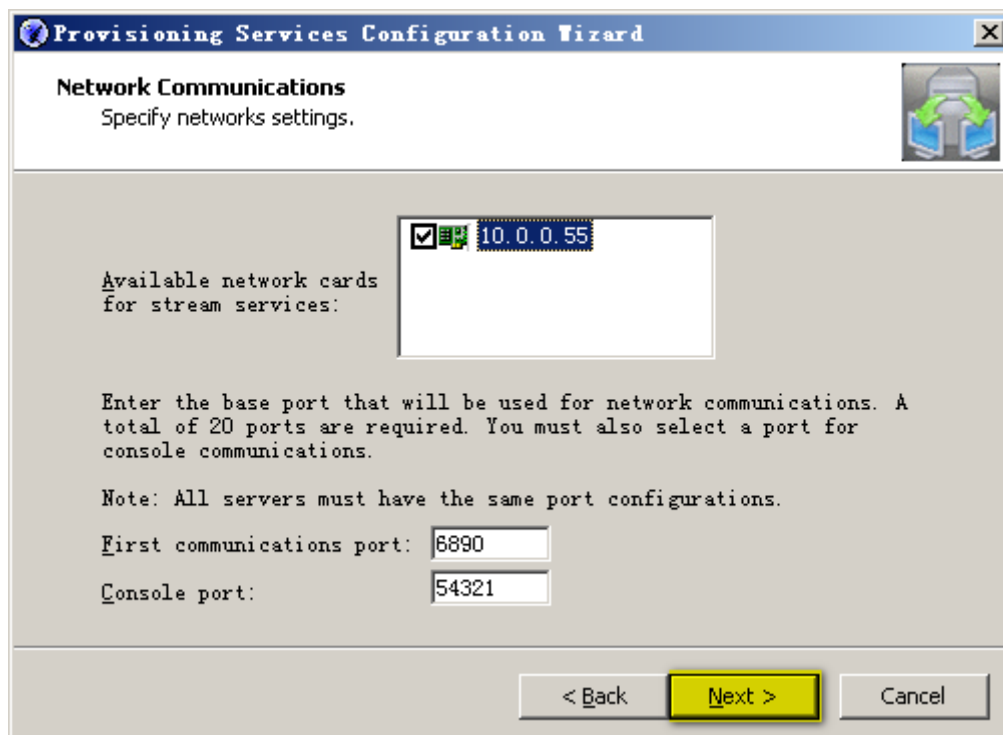 Provisioning Services Configuration Wizard
Network Communications
Specify networks settings.
10.0.0.55
Available network cards
for stream services:
Enter the base port that will be used for network communications. A
total of 20 ports are required. You must also select a port for
console communications.
Note: All servers must have the same port configurations.
First communications port: 6890
Console port: 54321
< Back Next > Cancel